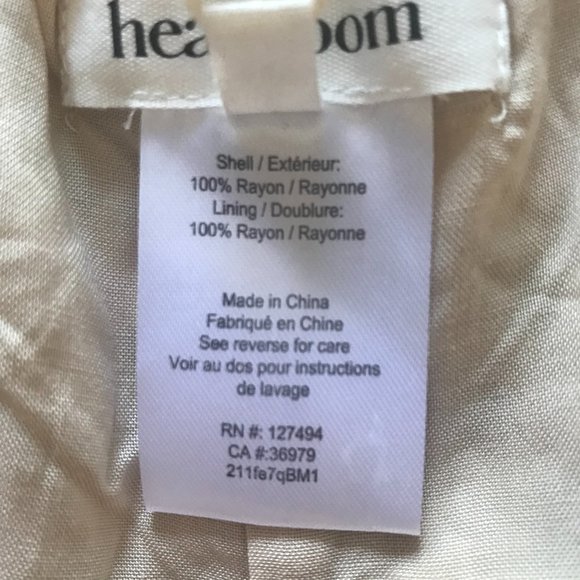 Shell / Extérieur:
100% Rayon / Rayonne
Lining / Doublure:
100% Rayon / Rayonne
Made in China
Fabriqué en Chine
See reverse for care
Voir au dos pour instructions
de lavage
RN #: 127494
CA #:36979
211fe7qBM1